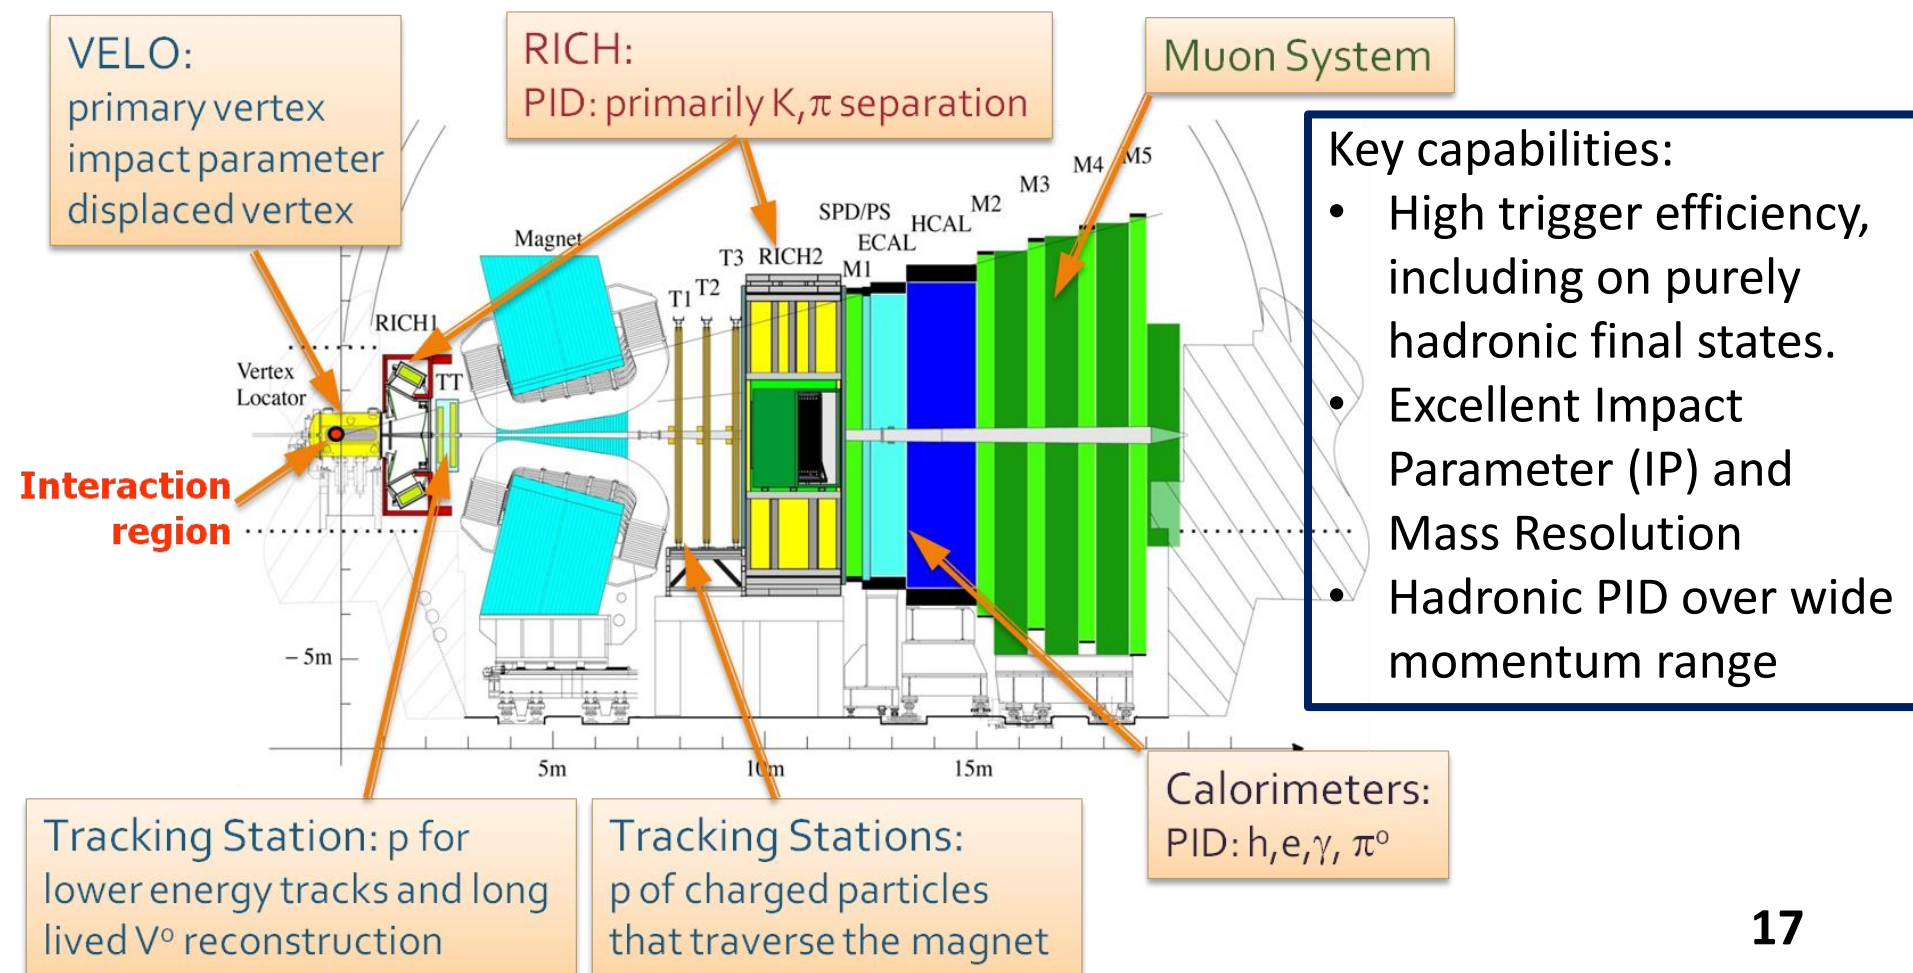 VELO:
primary vertex
impact parameter
displaced vertex
RICH:
PID: primarily K,π separation
Muon System
Key capabilities:
• High trigger efficiency,
including on purely
hadronic final states.
• Excellent Impact
Parameter (IP) and
Mass Resolution
• Hadronic PID over wide
momentum range
M5
M4
M3
M2
SPD/PS
HCAL
ECAL
Magnet
T3 RICH2
M1
T2
T1
RICH1
TT
Vertex
Locator
Interaction
region
– 5m
5m
10m
15m
Calorimeters:
PID: h,e,γ, π⁰
Tracking Station: p for
lower energy tracks and long
lived V⁰ reconstruction
Tracking Stations:
p of charged particles
that traverse the magnet
17